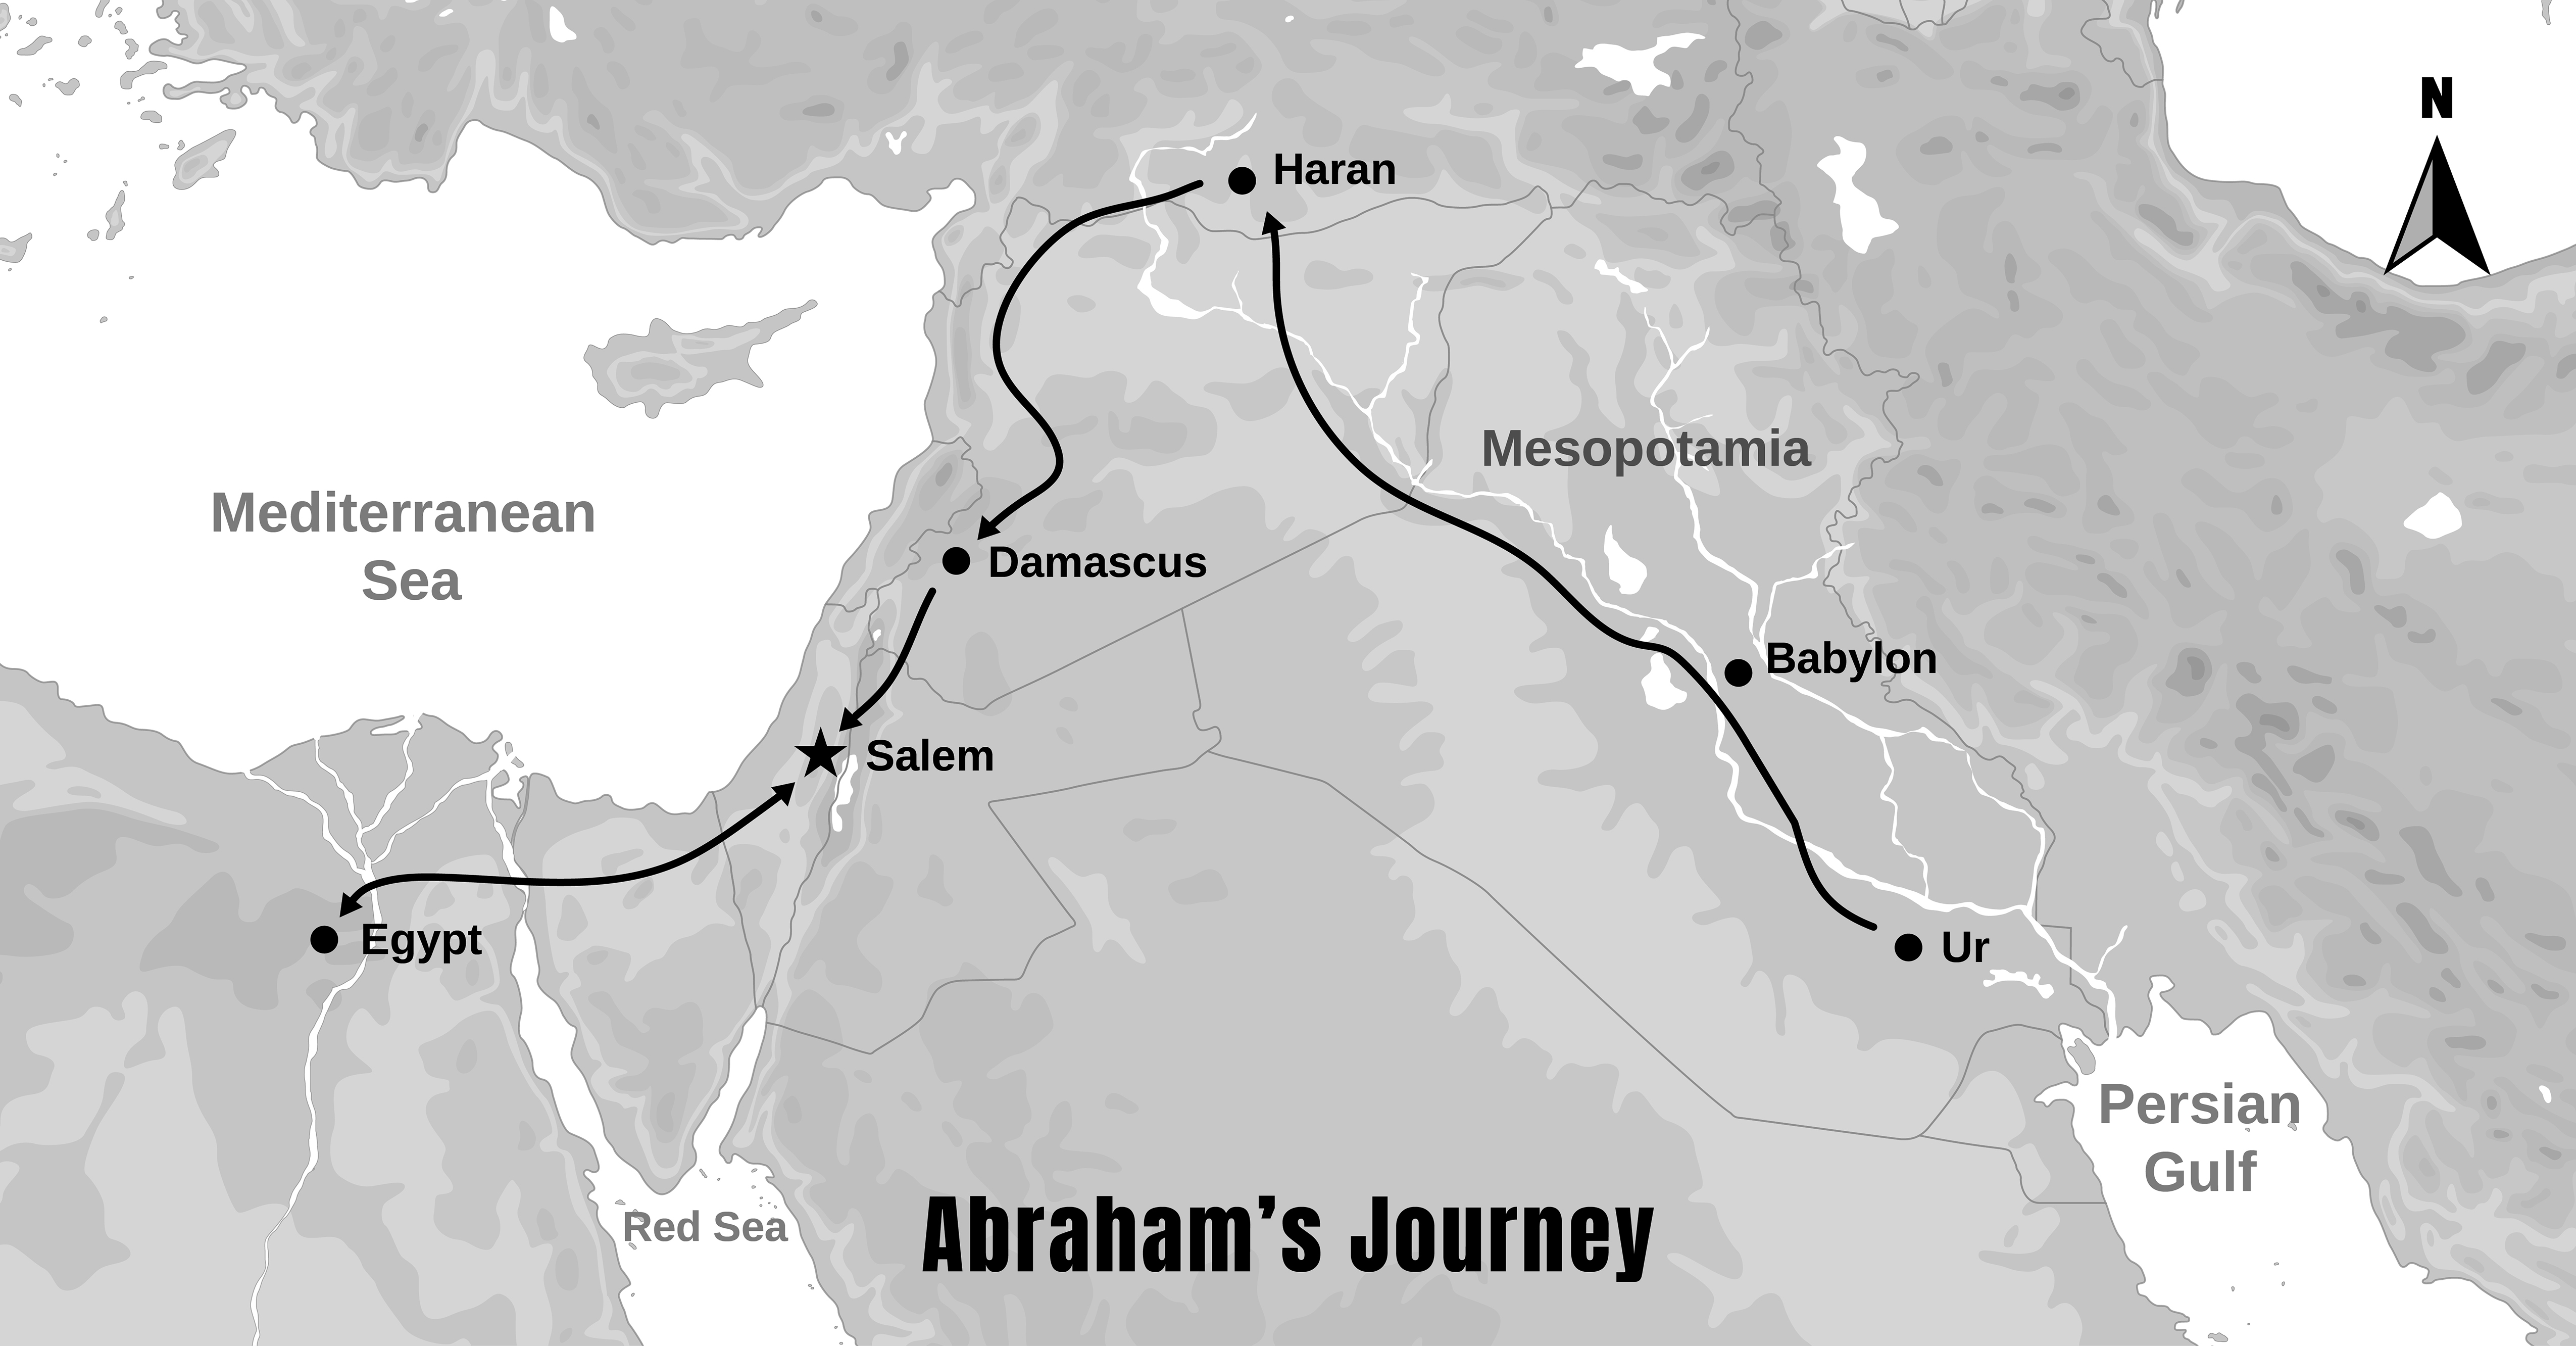 N
Haran
Mesopotamia
Mediterranean
Sea
Damascus
Babylon
Salem
Egypt
Ur
Persian
Gulf
Red Sea
Abraham’s Journey